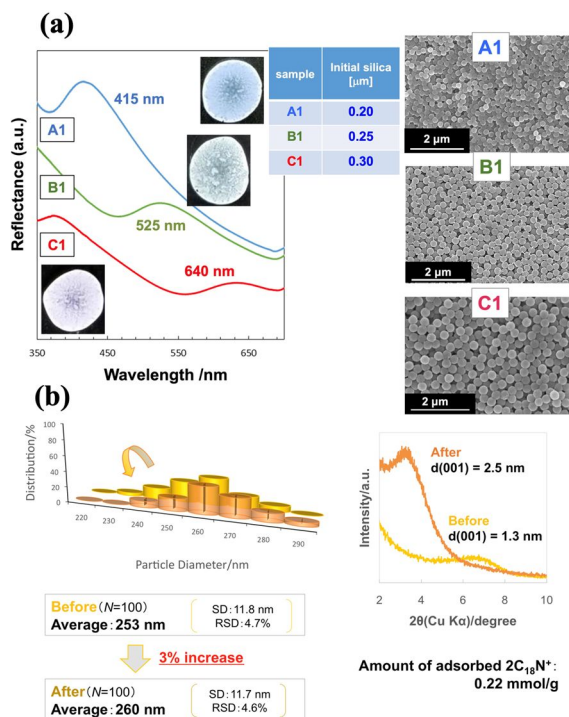 (a)
415 nm
A1
B1
525 nm
C1
640 nm
Reflectance (a.u.)
350
450
550
650
Wavelength /nm
sample
Initial silica
[μm]
A1
0.20
B1
0.25
C1
0.30
A1
2 μm
B1
2 μm
C1
2 μm
(b)
Distribution/%
100
80
60
40
20
0
220
230
240
250
260
270
280
290
Particle Diameter/nm
Before (N=100)
Average : 253 nm
SD : 11.8 nm
RSD : 4.7%
3% increase
After (N=100)
Average : 260 nm
SD : 11.7 nm
RSD : 4.6%
Intensity/a.u.
After
d(001) = 2.5 nm
Before
d(001) = 1.3 nm
2
4
6
8
10
2θ(Cu Kα)/degree
Amount of adsorbed 2C₁₈N⁺ :
0.22 mmol/g